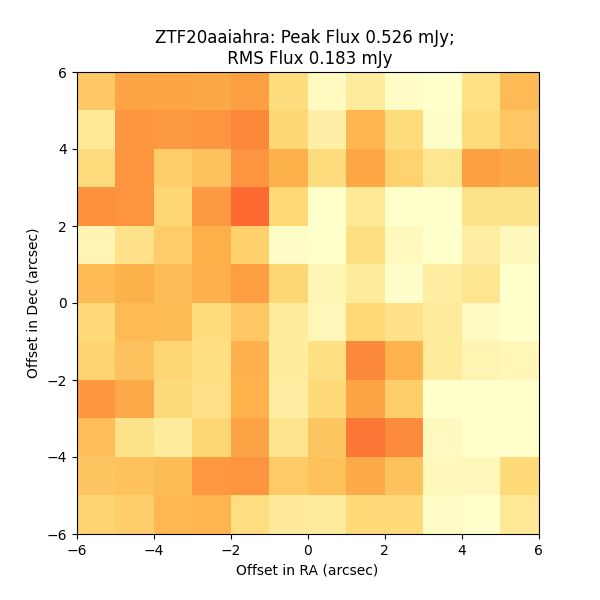 ZTF20aaiahra: Peak Flux 0.526 mJy;
RMS Flux 0.183 mJy
6
4
2
0
−2
−4
−6
Offset in Dec (arcsec)
−6 −4 −2 0 2 4 6
Offset in RA (arcsec)